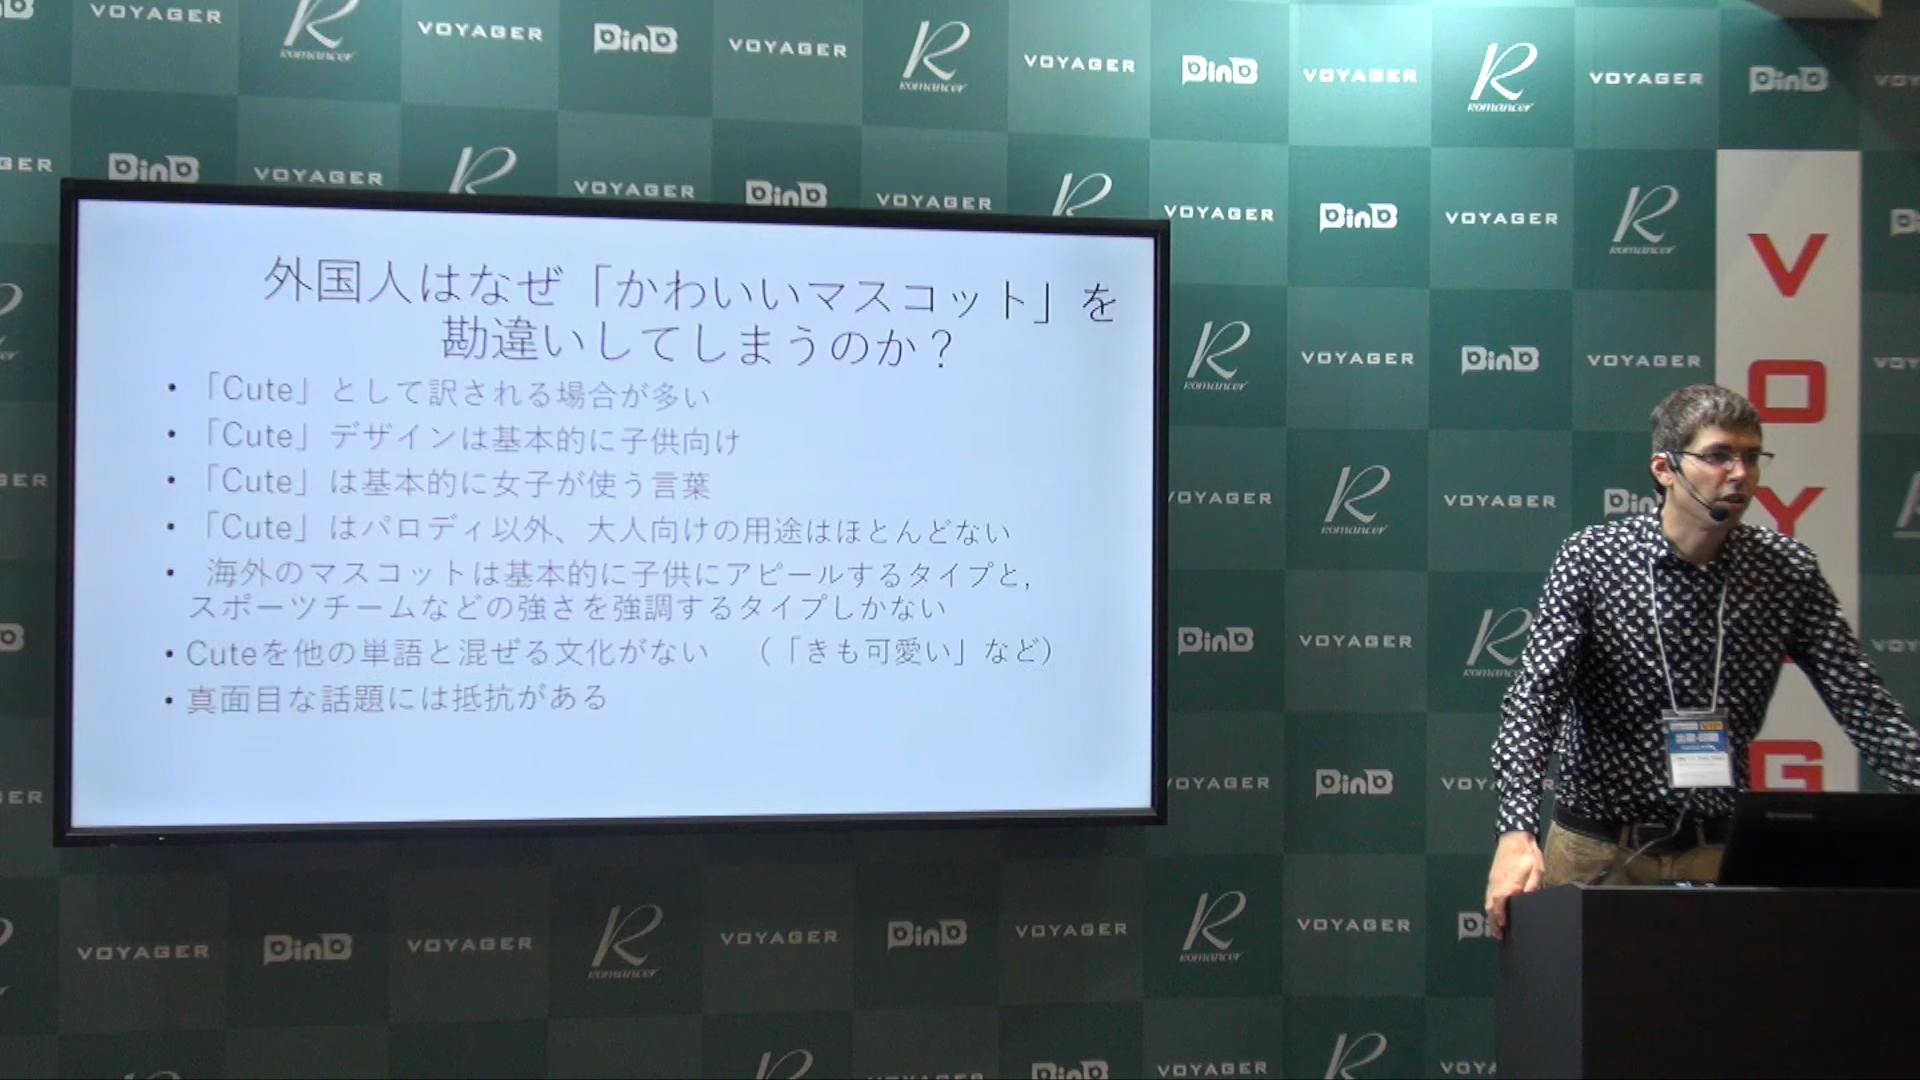 外国人はなぜ「かわいいマスコット」を
勘違いしてしまうのか？
・「Cute」として訳される場合が多い
・「Cute」デザインは基本的に子供向け
・「Cute」は基本的に女子が使う言葉
・「Cute」はパロディ以外、大人向けの用途はほとんどない
・ 海外のマスコットは基本的に子供にアピールするタイプと,
スポーツチームなどの強さを強調するタイプしかない
・Cuteを他の単語と混ぜる文化がない （「きも可愛い」など）
・真面目な話題には抵抗がある
VOYAGER
BinB
R
Romancer
V
O
Y
G